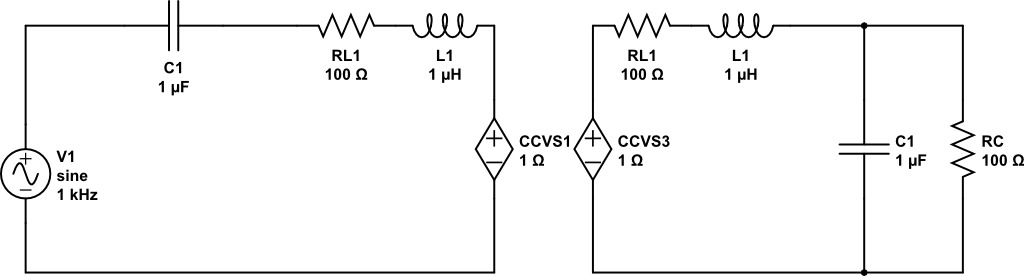 C1
1 µF
RL1
100 Ω
L1
1 µH
RL1
100 Ω
L1
1 µH
V1
sine
1 kHz
CCVS1
1 Ω
CCVS3
1 Ω
C1
1 µF
RC
100 Ω